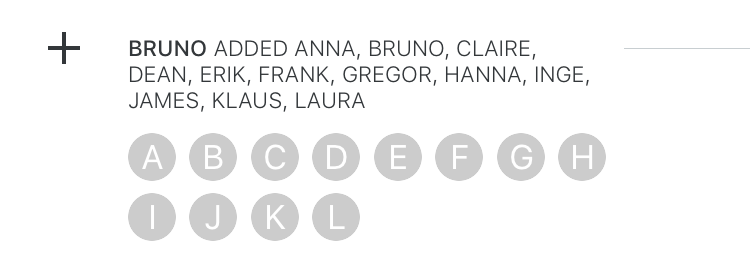 BRUNO ADDED ANNA, BRUNO, CLAIRE,
DEAN, ERIK, FRANK, GREGOR, HANNA, INGE,
JAMES, KLAUS, LAURA
A B C D E F G H
I J K L